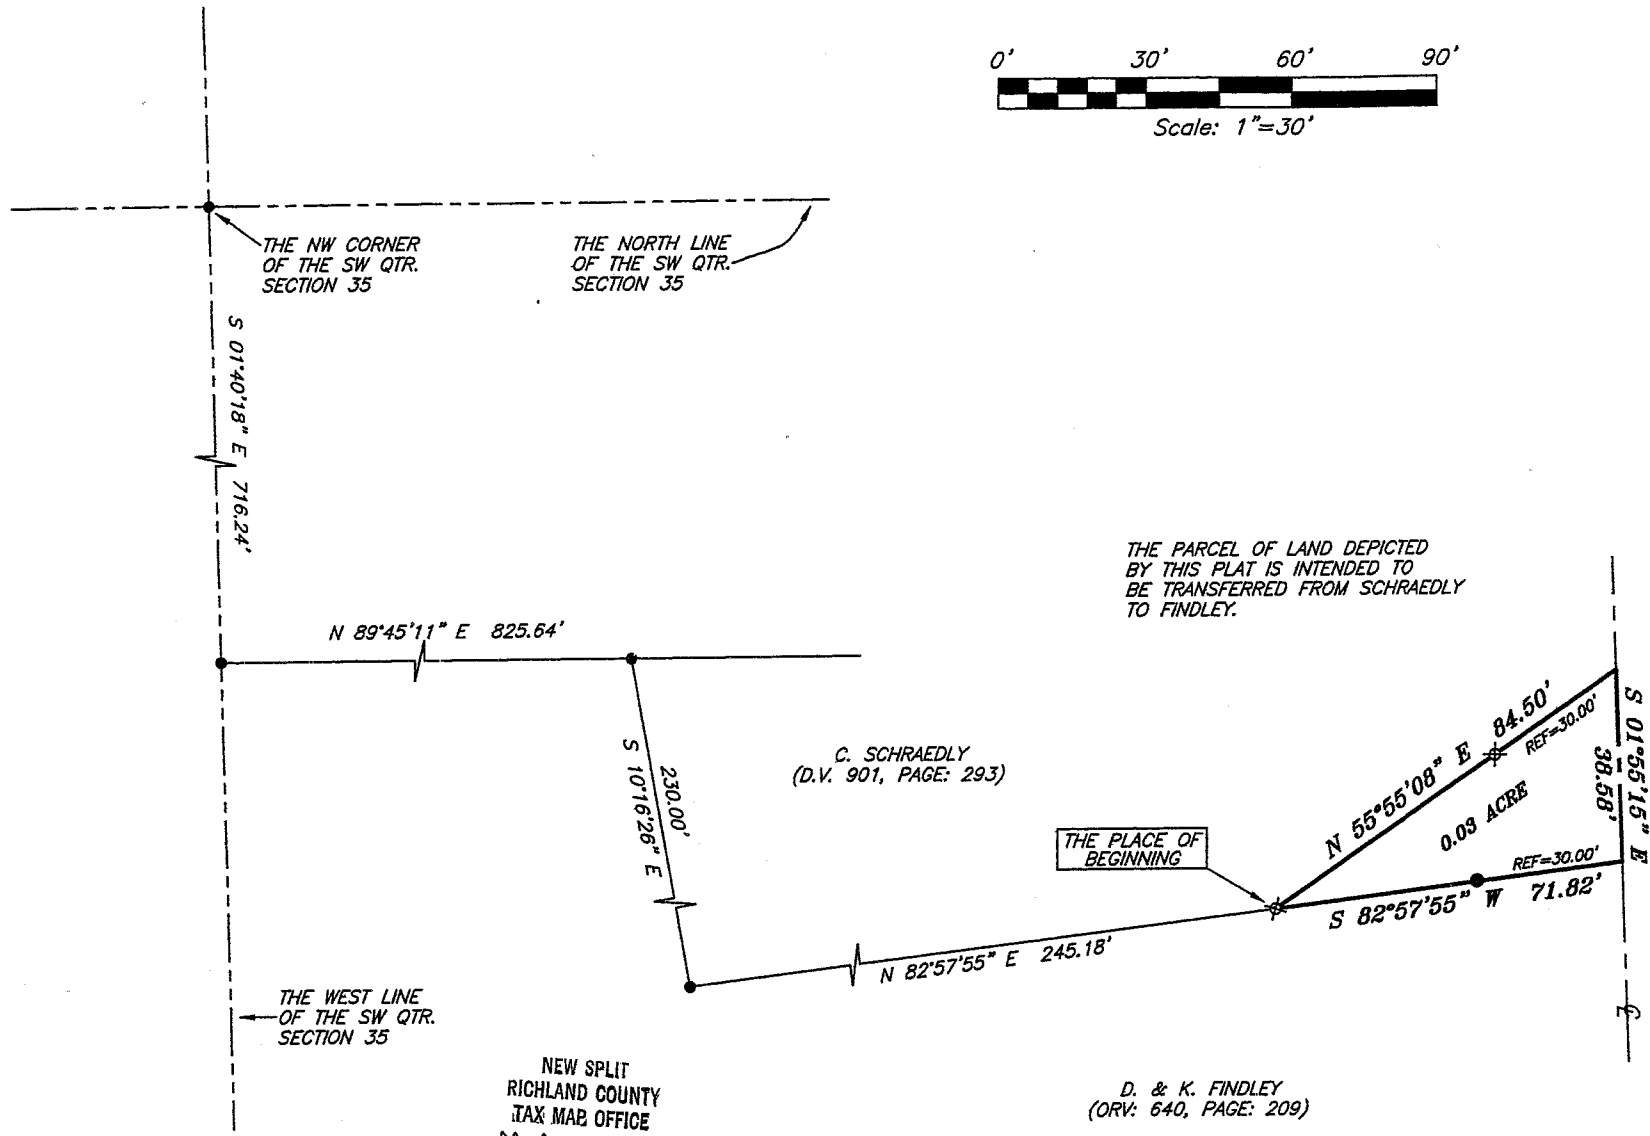 0' 30' 60' 90'
Scale: 1"=30'
THE NW CORNER
OF THE SW QTR.
SECTION 35
THE NORTH LINE
OF THE SW QTR.
SECTION 35
S 01°40'18" E 716.24'
THE PARCEL OF LAND DEPICTED
BY THIS PLAT IS INTENDED TO
BE TRANSFERRED FROM SCHRAEDLY
TO FINDLEY.
N 89°45'11" E 825.64'
S 10°16'26" E
230.00'
C. SCHRAEDLY
(D.V. 901, PAGE: 293)
N 55°55'08" E 84.50'
REF=30.00'
S 01°55'15" E
38.58'
0.03 ACRE
THE PLACE OF
BEGINNING
REF=30.00'
S 82°57'55" W 71.82'
N 82°57'55" E 245.18'
THE WEST LINE
OF THE SW QTR.
SECTION 35
CL
NEW SPLIT
RICHLAND COUNTY
TAX MAP OFFICE
D. & K. FINDLEY
(ORV: 640, PAGE: 209)